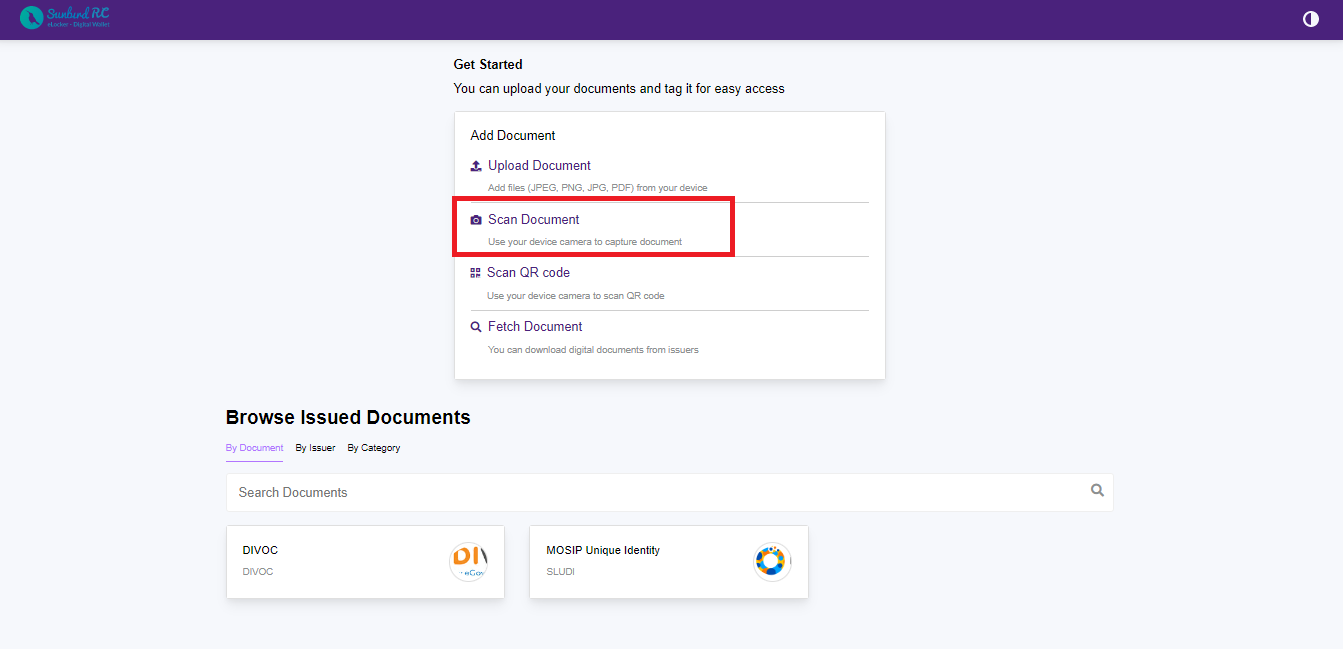 Sunbird RC
eLocker - Digital Wallet
Get Started
You can upload your documents and tag it for easy access
Add Document
Upload Document
Add files (JPEG, PNG, JPG, PDF) from your device
Scan Document
Use your device camera to capture document
Scan QR code
Use your device camera to scan QR code
Fetch Document
You can download digital documents from issuers
Browse Issued Documents
By Document By Issuer By Category
Search Documents
DIVOC
DIVOC
DIV
eGov
MOSIP Unique Identity
SLUDI